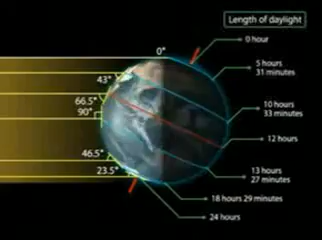 Length of daylight
0°
0 hour
43°
5 hours
31 minutes
66.5°
90°
10 hours
33 minutes
12 hours
46.5°
13 hours
27 minutes
23.5°
18 hours 29 minutes
24 hours